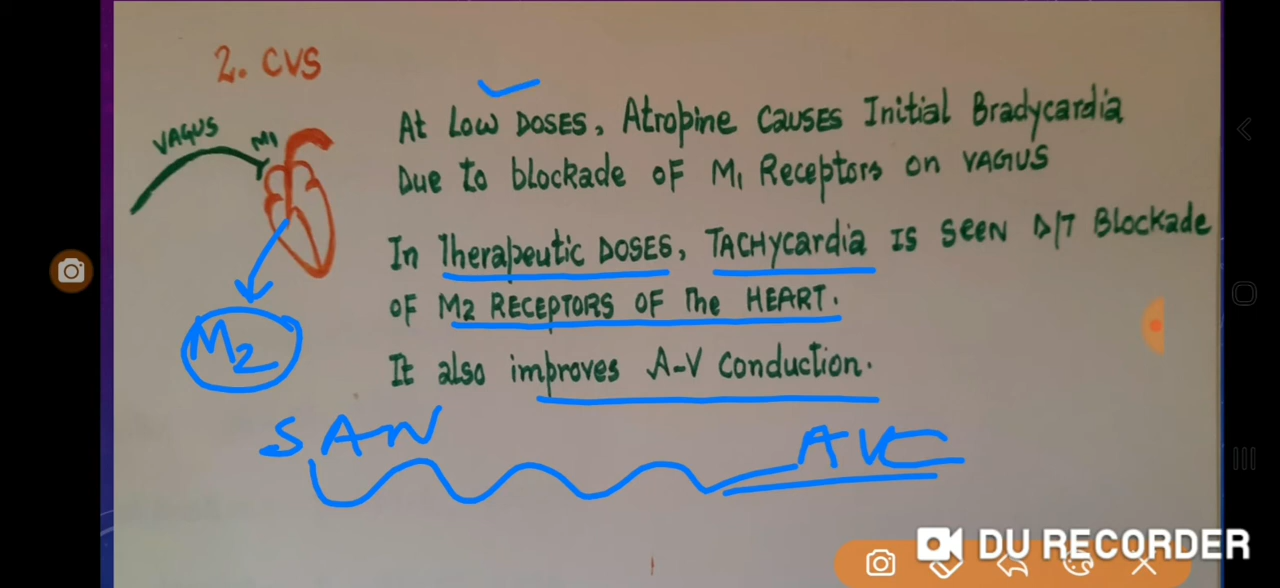 2. CVS
VAGUS
M1
At Low DOSES, Atropine CAUSES Initial Bradycardia
Due to blockade OF M1 Receptors on VAGUS
In Therapeutic DOSES, TACHycardia IS SEEN D/T Blockade
OF M2 RECEPTORS OF The HEART.
M2
It also improves A-V Conduction.
SAN
AVC
DU RECORDER